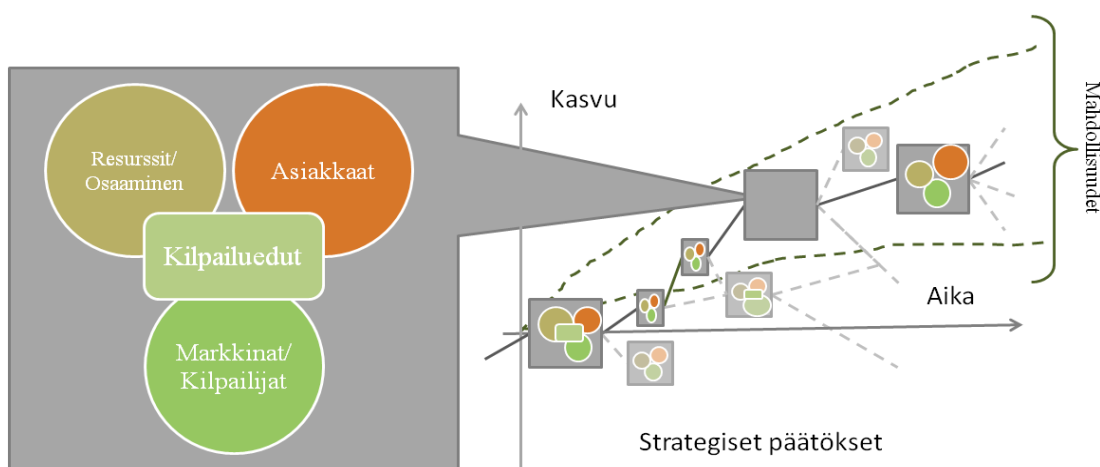 Resurssit/
Osaaminen
Asiakkaat
Kilpailuedut
Markkinat/
Kilpailijat
Kasvu
Mahdollisuudet
Aika
Strategiset päätökset